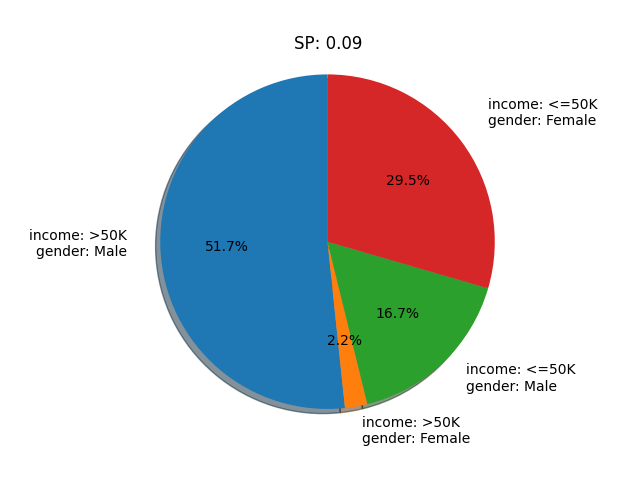 SP: 0.09
income: <=50K
gender: Female
29.5%
income: >50K
gender: Male
51.7%
16.7%
2.2%
income: <=50K
gender: Male
income: >50K
gender: Female